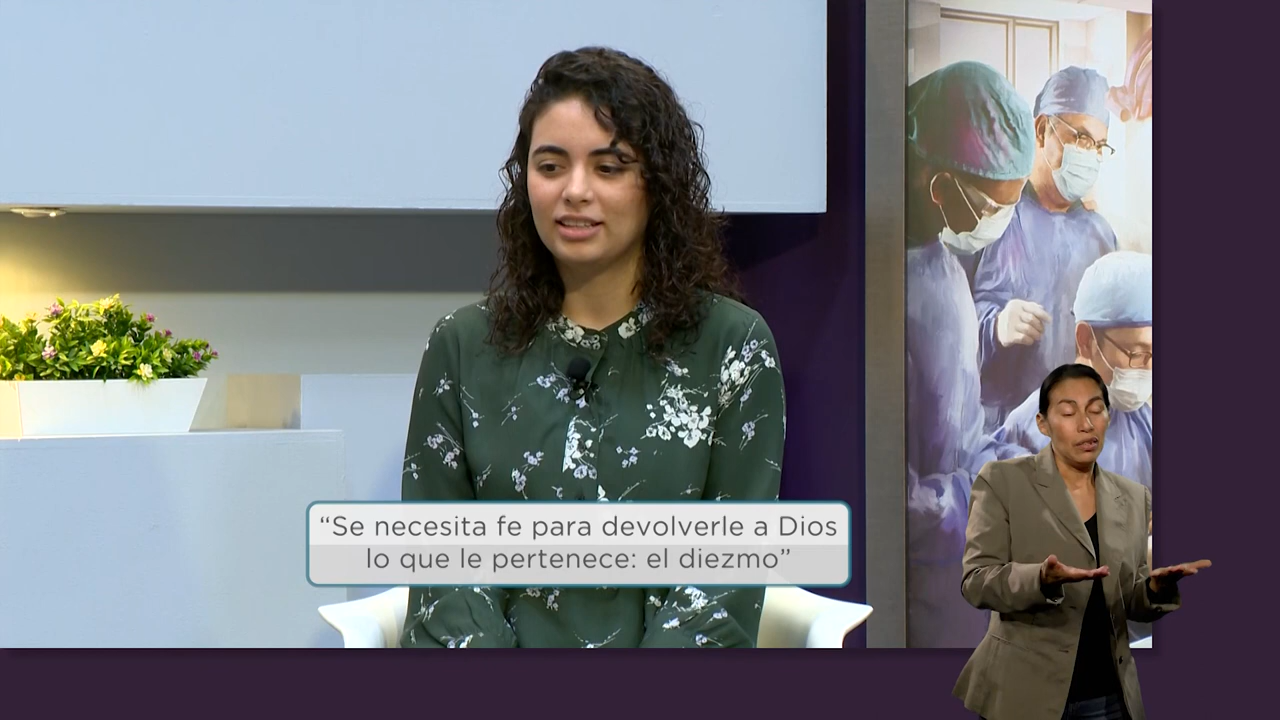 “Se necesita fe para devolverle a Dios
lo que le pertenece: el diezmo”